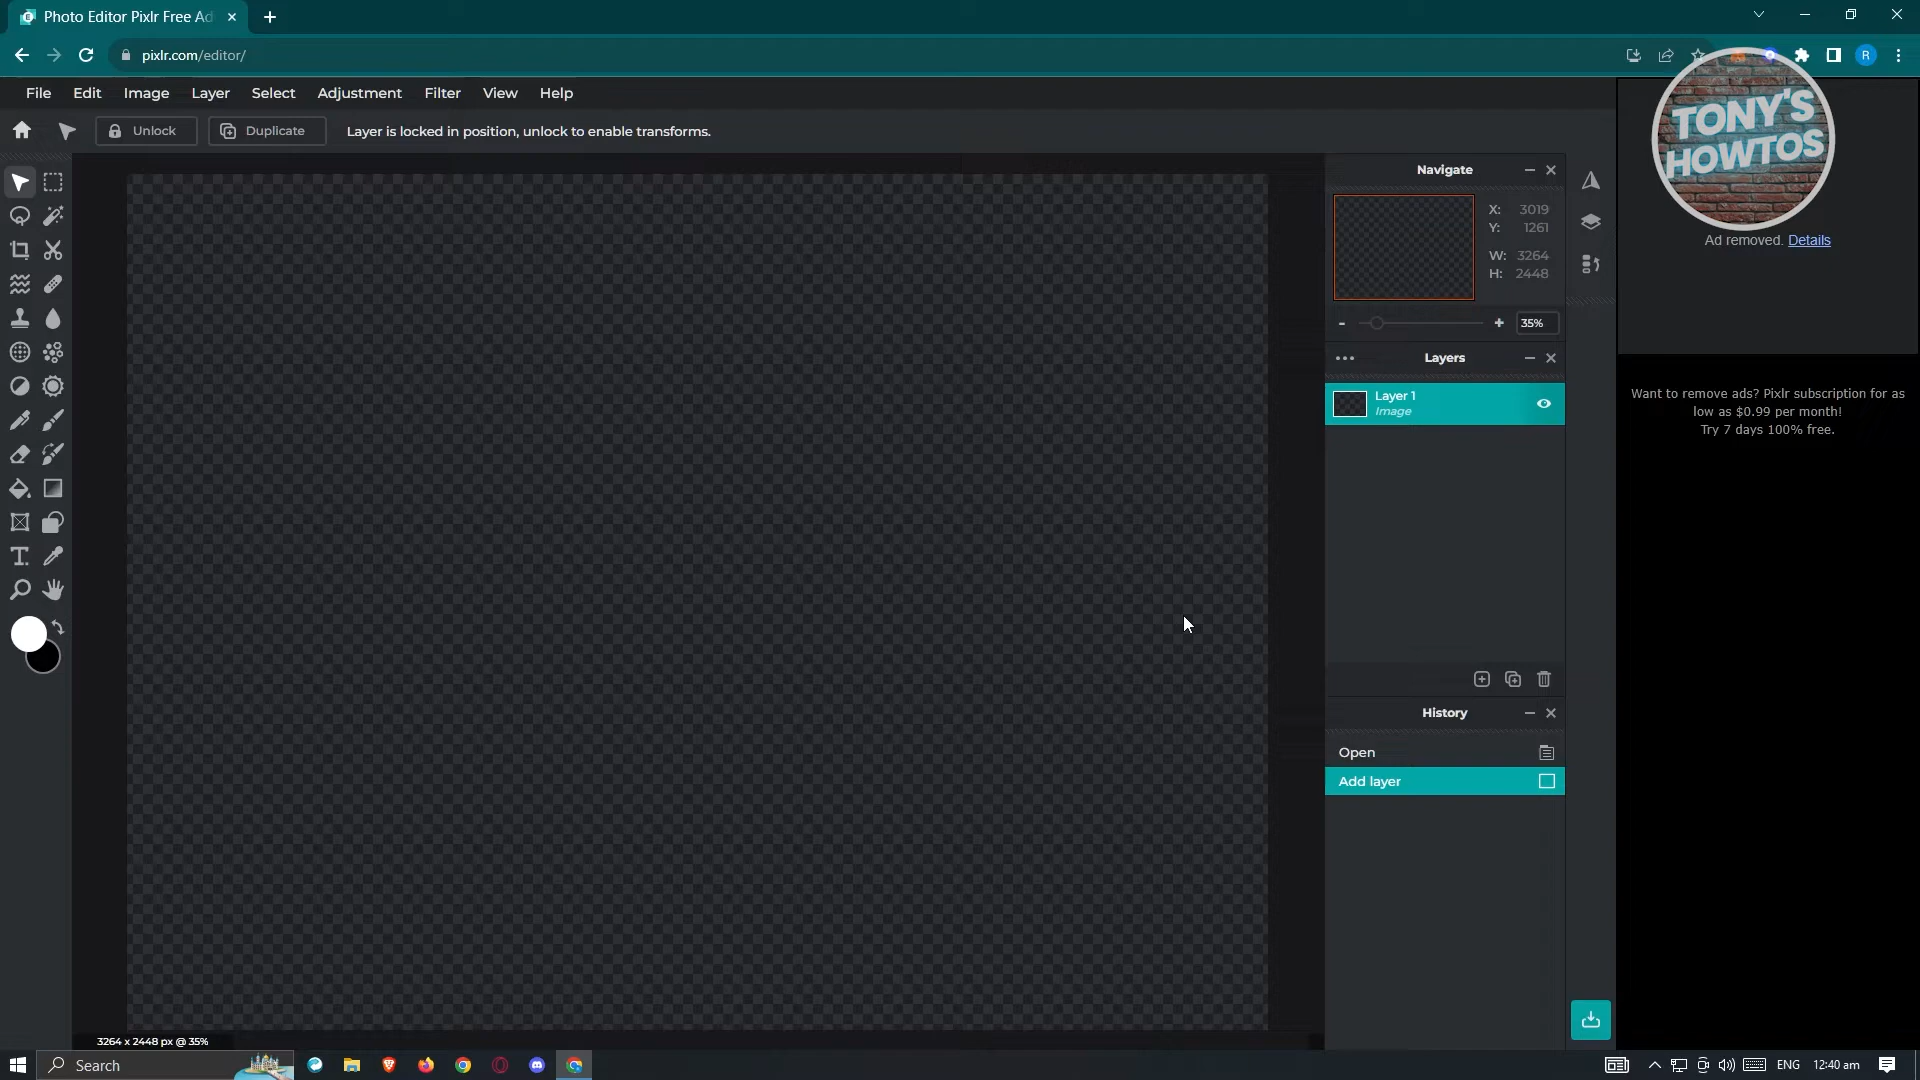 Photo Editor Pixlr Free Ad
pixlr.com/editor/
R
File Edit Image Layer Select Adjustment Filter View Help
Unlock Duplicate Layer is locked in position, unlock to enable transforms.
TONY'S
HOWTOS
Ad removed. Details
Want to remove ads? Pixlr subscription for as
low as $0.99 per month!
Try 7 days 100% free.
Navigate
X: 3019
Y: 1261
W: 3264
H: 2448
- + 35%
Layers
Layer 1
Image
History
Open
Add layer
T
3264 x 2448 px @ 35%
Search
ENG 12:40 am